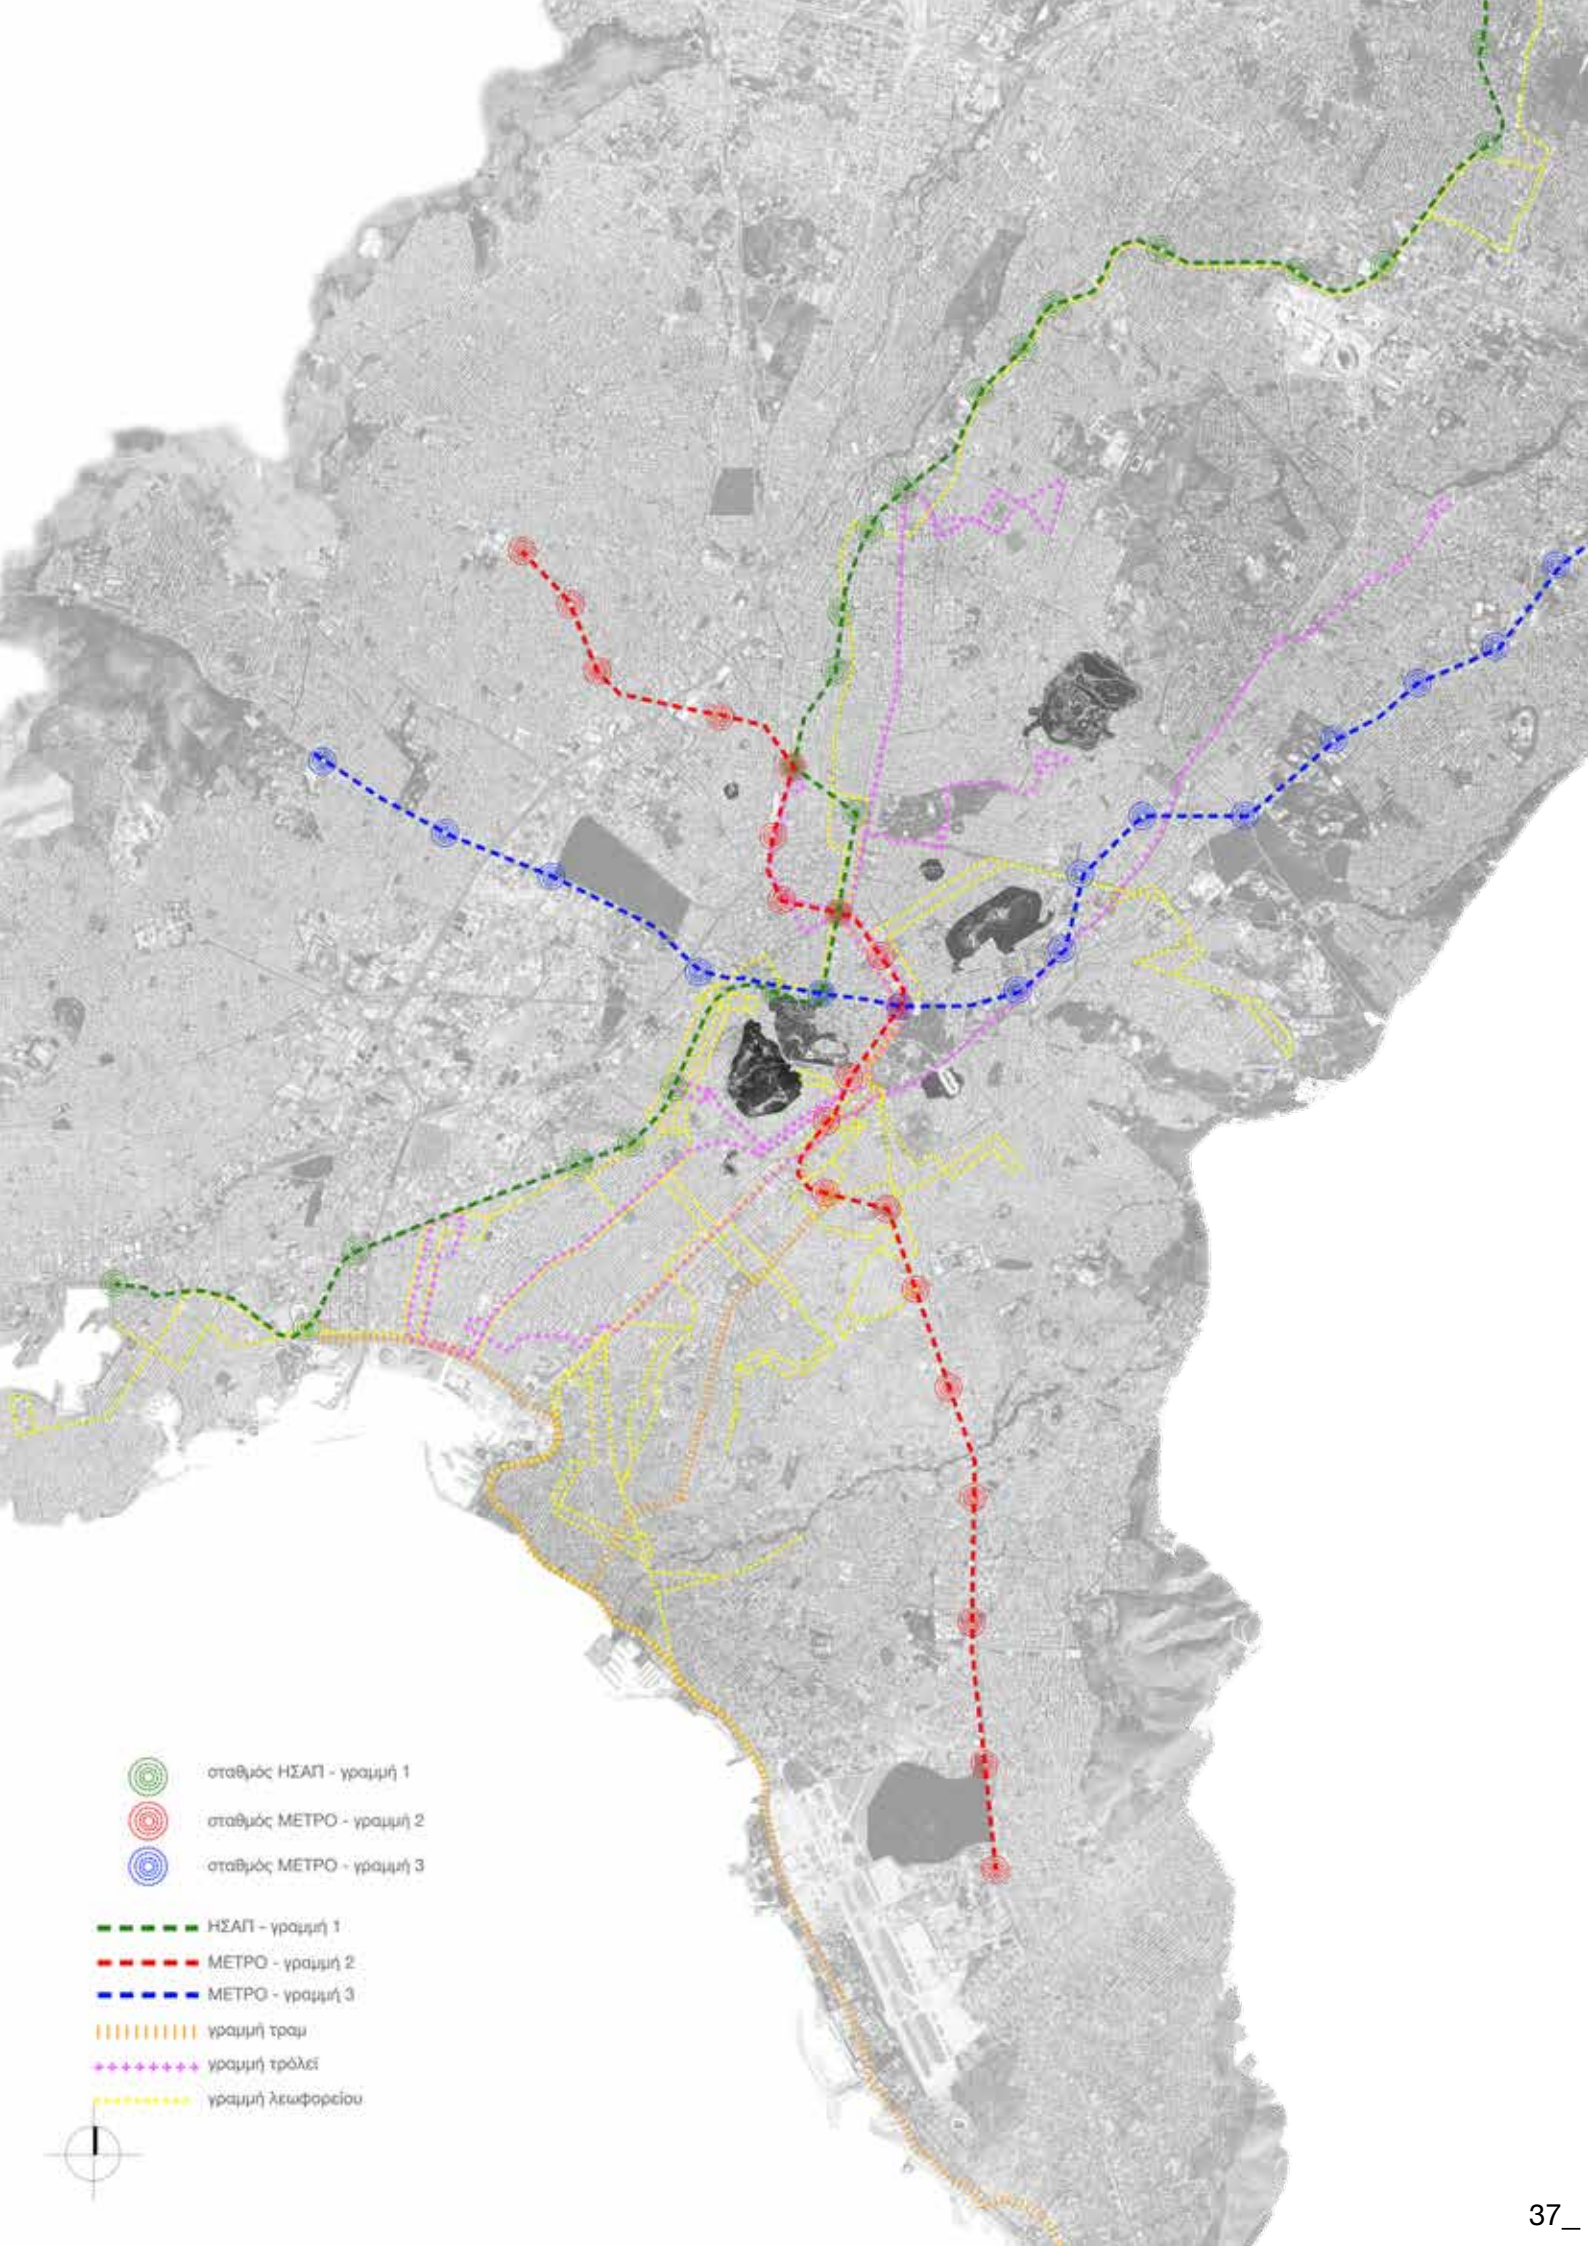 σταθμός ΗΣΑΠ - γραμμή 1
σταθμός ΜΕΤΡΟ - γραμμή 2
σταθμός ΜΕΤΡΟ - γραμμή 3
ΗΣΑΠ - γραμμή 1
ΜΕΤΡΟ - γραμμή 2
ΜΕΤΡΟ - γραμμή 3
γραμμή τραμ
γραμμή τρόλεϊ
γραμμή λεωφορείου
37_